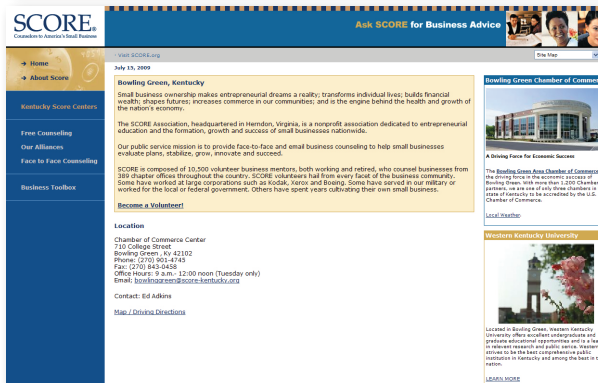 SCORE®
Counselors to America's Small Business
Ask SCORE for Business Advice
→ Home
→ About Score
Kentucky Score Centers
Free Counseling
Our Alliances
Face to Face Counseling
Business Toolbox
Visit SCORE.org
Site Map
July 15, 2009
Bowling Green, Kentucky
Small business ownership makes entrepreneurial dreams a reality; transforms individual lives; builds financial
wealth; shapes futures; increases commerce in our communities; and is the engine behind the health and growth of
the nation's economy.
The SCORE Association, headquartered in Herndon, Virginia, is a nonprofit association dedicated to entrepreneurial
education and the formation, growth and success of small businesses nationwide.
Our public service mission is to provide face-to-face and email business counseling to help small businesses
evaluate plans, stabilize, grow, innovate and succeed.
SCORE is composed of 10,500 volunteer business mentors, both working and retired, who counsel businesses from
389 chapter offices throughout the country. SCORE volunteers hail from every facet of the business community.
Some have worked at large corporations such as Kodak, Xerox and Boeing. Some have served in our military or
worked for the local or federal government. Others have spent years cultivating their own small business.
Become a Volunteer!
Location
Chamber of Commerce Center
710 College Street
Bowling Green , Ky 42102
Phone: (270) 901-4745
Fax: (270) 843-0458
Office Hours: 9 a.m.- 12:00 noon (Tuesday only)
Email: bowlinggreen@score-kentucky.org
Contact: Ed Adkins
Map / Driving Directions
Bowling Green Chamber of Commer
A Driving Force for Economic Success
The Bowling Green Area Chamber of Commerce
the driving force in the economic success of
Bowling Green. With more than 1,200 Chamber
partners, we are one of only three chambers in
state of Kentucky to be accredited by the U.S.
Chamber of Commerce.
Local Weather.
Western Kentucky University
Located in Bowling Green, Western Kentucky
University offers excellent undergraduate and
graduate educational opportunities and is a lea
in relevent research and public serice. Western
strives to be the best comprehensive public
institution in Kentucky and among the best in t
nation.
LEARN MORE